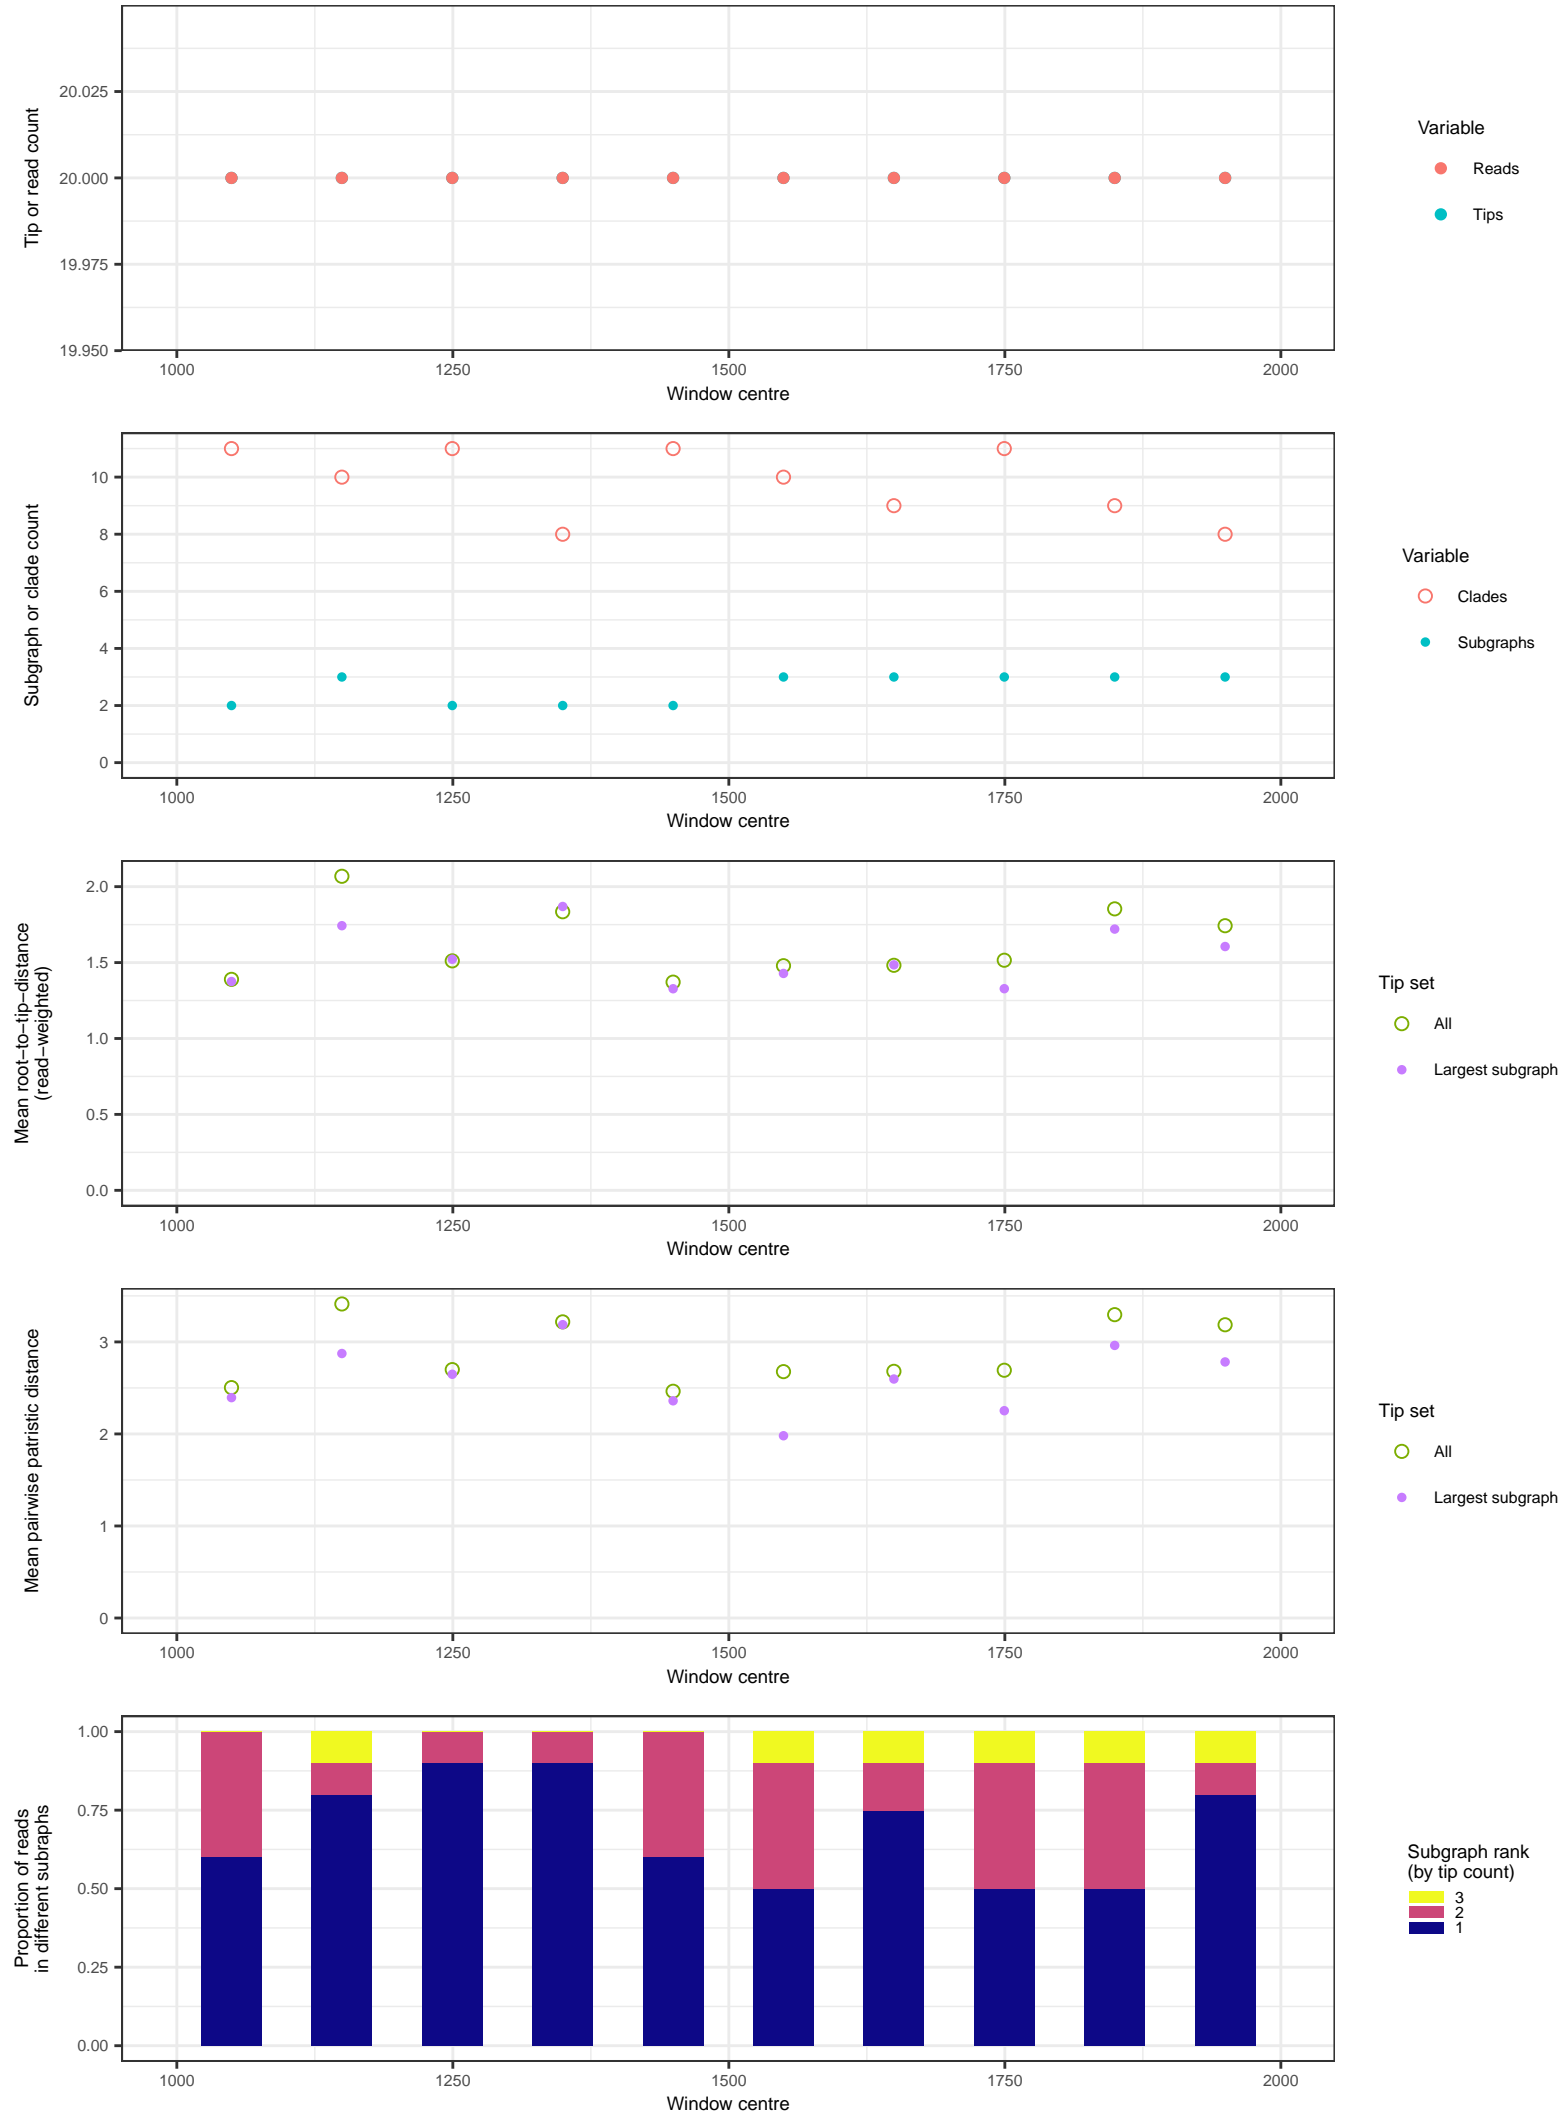 20.025
20.000
19.975
19.950
Tip or read count
1000 1250 1500 1750 2000
Window centre
Variable
Reads
Tips
10
8
6
4
2
0
Subgraph or clade count
1000 1250 1500 1750 2000
Window centre
Variable
Clades
Subgraphs
2.0
1.5
1.0
0.5
0.0
Mean root−to−tip−distance
(read−weighted)
1000 1250 1500 1750 2000
Window centre
Tip set
All
Largest subgraph
3
2
1
0
Mean pairwise patristic distance
1000 1250 1500 1750 2000
Window centre
Tip set
All
Largest subgraph
1.00
0.75
0.50
0.25
0.00
Proportion of reads
in different subraphs
1000 1250 1500 1750 2000
Window centre
Subgraph rank
(by tip count)
3
2
1